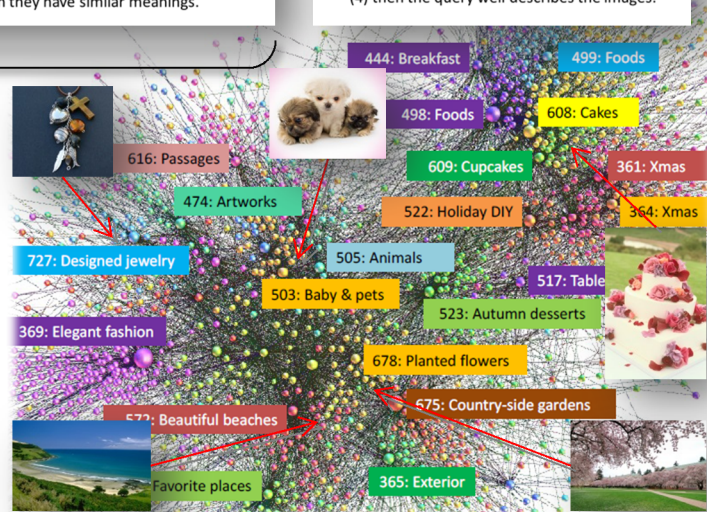 they have similar meanings.
(4) then the query well describes the images.
444: Breakfast
499: Foods
498: Foods
608: Cakes
616: Passages
609: Cupcakes
361: Xmas
474: Artworks
522: Holiday DIY
364: Xmas
727: Designed jewelry
505: Animals
503: Baby & pets
517: Table
523: Autumn desserts
369: Elegant fashion
678: Planted flowers
675: Country-side gardens
572: Beautiful beaches
Favorite places
365: Exterior